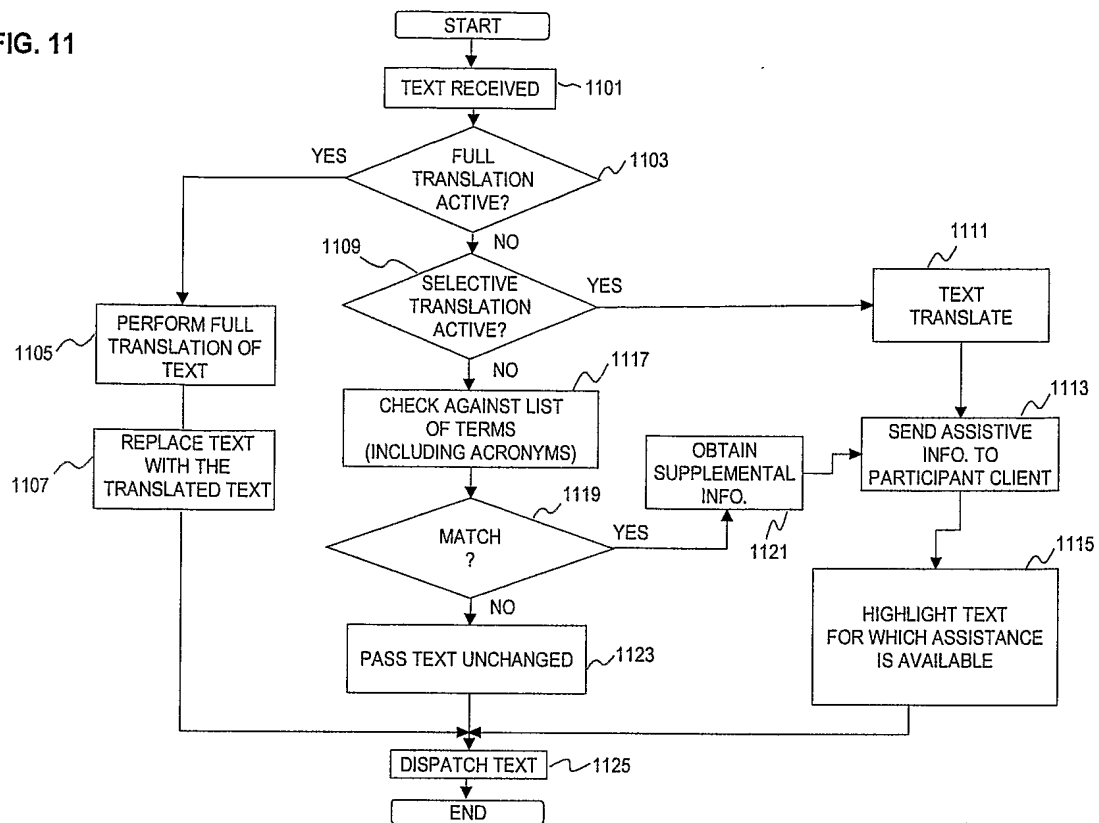 FIG. 11
START
TEXT RECEIVED
1101
YES
FULL
TRANSLATION
ACTIVE?
1103
NO
1109
SELECTIVE
TRANSLATION
ACTIVE?
YES
1111
TEXT
TRANSLATE
1105
PERFORM FULL
TRANSLATION OF
TEXT
NO
1117
CHECK AGAINST LIST
OF TERMS
(INCLUDING ACRONYMS)
1113
SEND ASSISTIVE
INFO. TO
PARTICIPANT CLIENT
1107
REPLACE TEXT
WITH THE
TRANSLATED TEXT
OBTAIN
SUPPLEMENTAL
INFO.
1121
1119
MATCH
?
YES
1115
HIGHLIGHT TEXT
FOR WHICH ASSISTANCE
IS AVAILABLE
NO
PASS TEXT UNCHANGED
1123
DISPATCH TEXT
1125
END